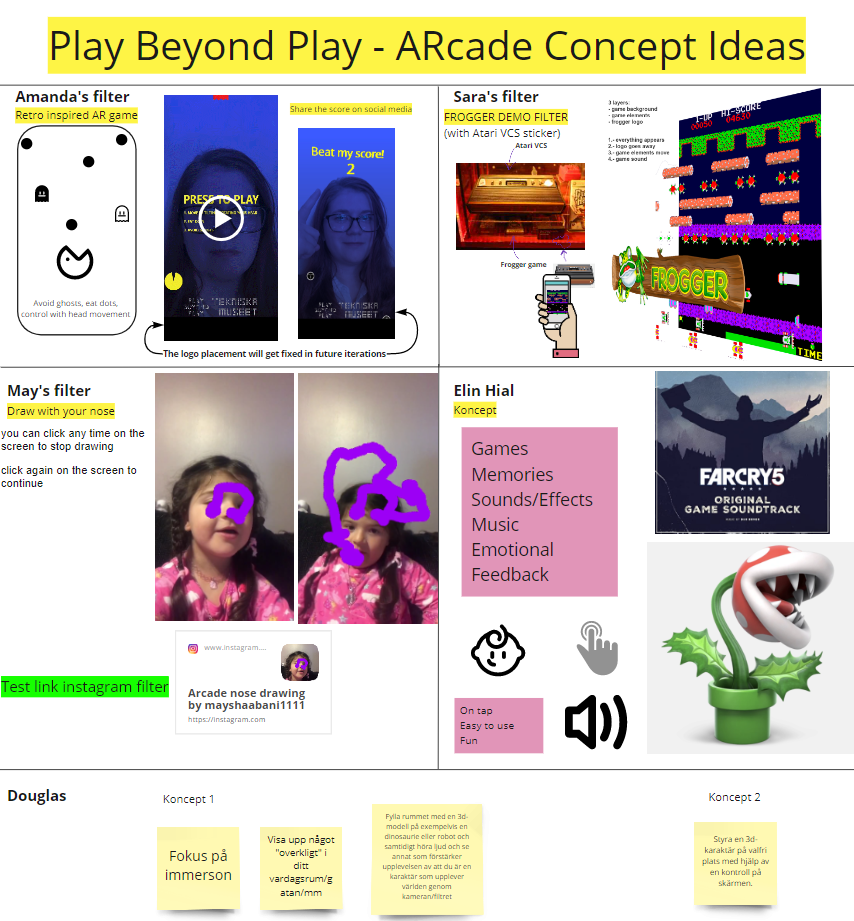 Play Beyond Play - ARcade Concept Ideas
Amanda's filter
Retro inspired AR game
Avoid ghosts, eat dots,
control with head movement
PRESS TO PLAY
TEKNISKA
MUSEET
Share the score on social media
Beat my score!
2
TEKNISKA
MUSEET
The logo placement will get fixed in future iterations
Sara's filter
FROGGER DEMO FILTER
(with Atari VCS sticker)
Atari VCS
Frogger game
3 layers:
- game background
- game elements
- frogger logo
1.- everything appears
2.- logo goes away
3.- game elements move
4.- game sound
1-UP HI-SCORE
04630
FROGGER
TIME
May's filter
Draw with your nose
you can click any time on the
screen to stop drawing
click again on the screen to
continue
Test link instagram filter
www.instagram....
Arcade nose drawing
by mayshaabani1111
https://instagram.com
Elin Hial
Koncept
Games
Memories
Sounds/Effects
Music
Emotional
Feedback
On tap
Easy to use
Fun
FARCRY5
ORIGINAL
GAME SOUNDTRACK
Douglas
Koncept 1
Fokus på
immerson
Visa upp något
"overkligt" i
ditt
vardagsrum/g
atan/mm
Fylla rummet med en 3d-
modell på exempelvis en
dinosaurie eller robot och
samtidigt höra ljud och se
annat som förstärker
upplevelsen av att du är en
karaktär som upplever
världen genom
kameran/filtret
Koncept 2
Styra en 3d-
karaktär på valfri
plats med hjälp av
en kontroll på
skärmen.